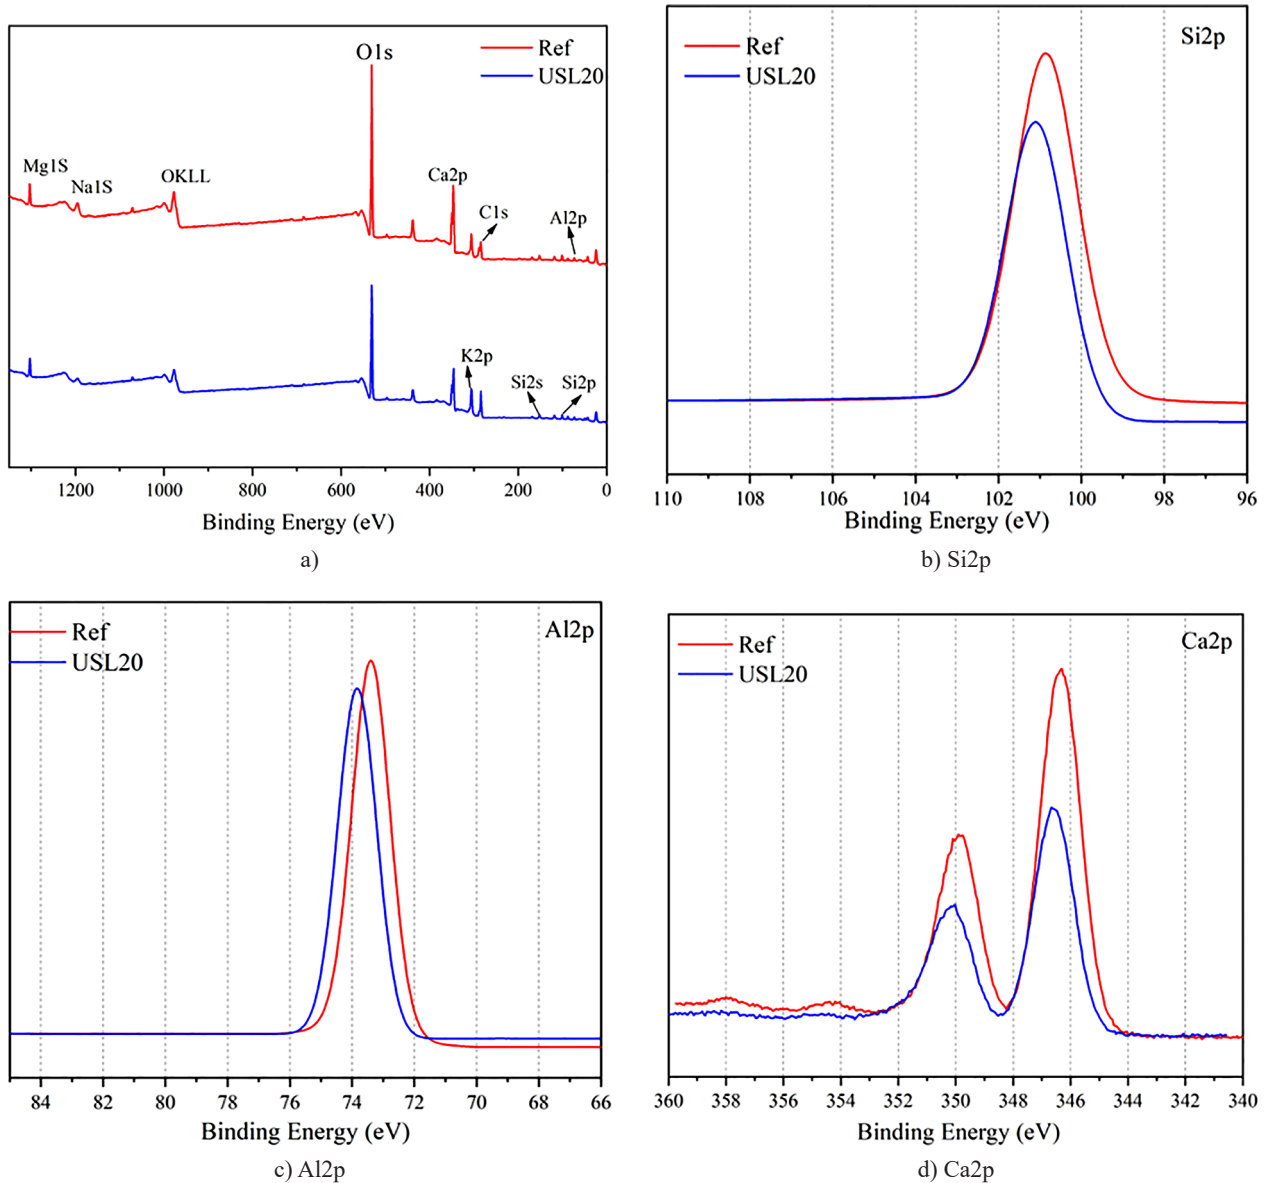 O1s
Ref
USL20
Mg1S
Na1S
OKLL
Ca2p
C1s
Al2p
K2p
Si2s
Si2p
1200 1000 800 600 400 200 0
Binding Energy (eV)
a)
Ref
USL20
Si2p
110 108 106 104 102 100 98 96
Binding Energy (eV)
b) Si2p
Ref
USL20
Al2p
84 82 80 78 76 74 72 70 68 66
Binding Energy (eV)
c) Al2p
Ref
USL20
Ca2p
360 358 356 354 352 350 348 346 344 342 340
Binding Energy (eV)
d) Ca2p